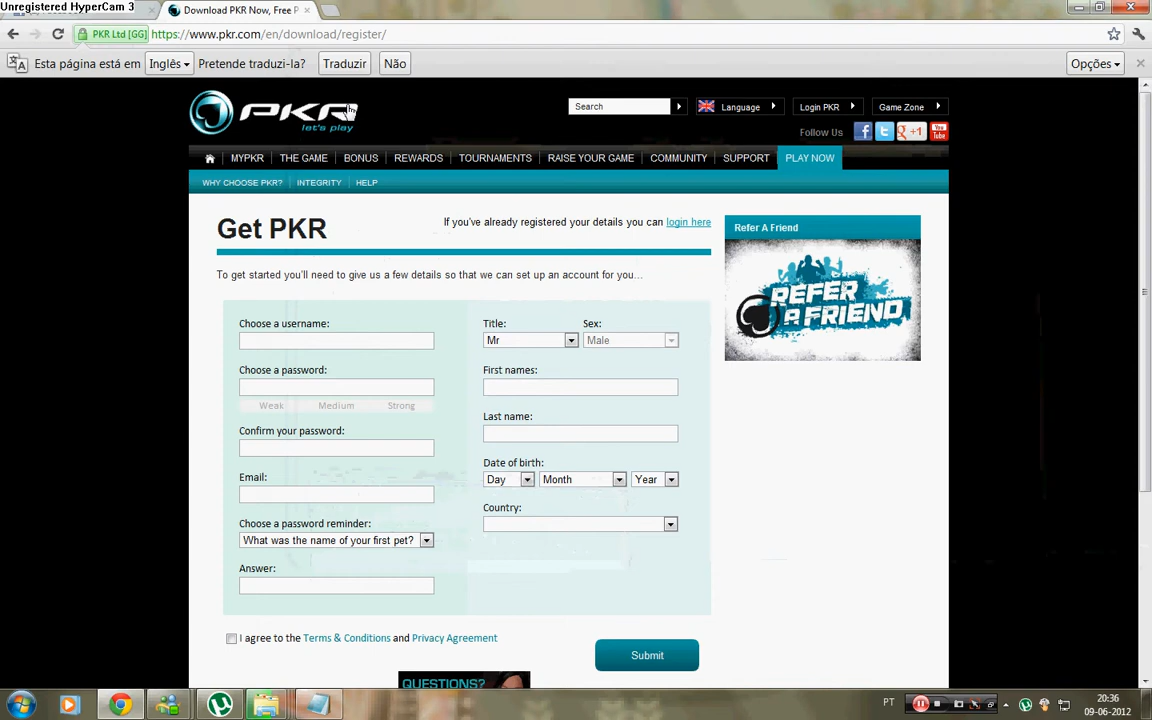 Unregistered HyperCam 3
Download PKR Now, Free P
PKR Ltd [GG] https://www.pkr.com/en/download/register/
Esta página está em Inglês Pretende traduzi-la? Traduzir Não Opções
PKR
let's play
Search Language Login PKR Game Zone
Follow Us f t g +1 You Tube
MYPKR THE GAME BONUS REWARDS TOURNAMENTS RAISE YOUR GAME COMMUNITY SUPPORT PLAY NOW
WHY CHOOSE PKR? INTEGRITY HELP
Get PKR
If you've already registered your details you can login here
Refer A Friend
REFER
A FRIEND
To get started you'll need to give us a few details so that we can set up an account for you...
Choose a username:
Choose a password:
Weak Medium Strong
Confirm your password:
Email:
Choose a password reminder:
What was the name of your first pet?
Answer:
Title: Sex:
Mr Male
First names:
Last name:
Date of birth:
Day Month Year
Country:
I agree to the Terms & Conditions and Privacy Agreement
Submit
QUESTIONS?
PT 20:36
09-06-2012